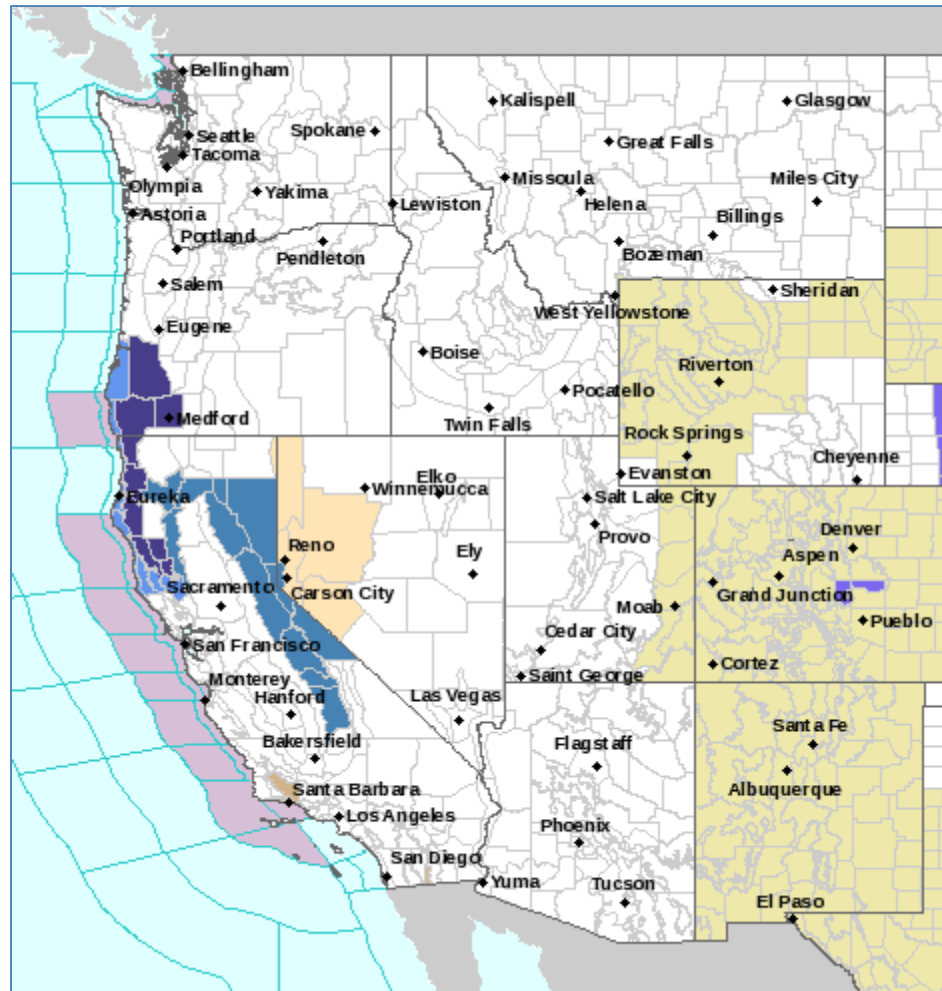 Bellingham
Kalispell
Glasgow
Seattle
Spokane
Great Falls
Tacoma
Missoula
Miles City
Olympia
Yakima
Lewiston
Helena
Astoria
Billings
Portland
Pendleton
Bozeman
Salem
Sheridan
West Yellowstone
Eugene
Boise
Riverton
Pocatello
Medford
Twin Falls
Rock Springs
Cheyenne
Elko
Evanston
Eureka
Winnemucca
Salt Lake City
Provo
Denver
Reno
Ely
Aspen
Sacramento
Carson City
Grand Junction
Moab
Pueblo
Cedar City
San Francisco
Cortez
Saint George
Monterey
Hanford
Las Vegas
Santa Fe
Bakersfield
Flagstaff
Albuquerque
Santa Barbara
Los Angeles
Phoenix
San Diego
Yuma
Tucson
El Paso